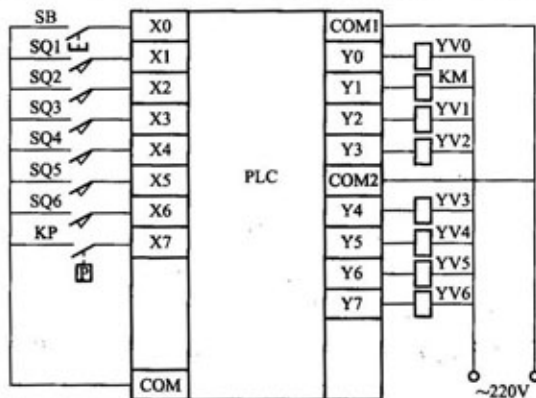 SB X0 COM1
SQ1 X1 Y0 YV0
SQ2 X2 Y1 KM
SQ3 X3 Y2 YV1
SQ4 X4 Y3 YV2
SQ5 X5 PLC COM2
SQ6 X6 Y4 YV3
KP X7 Y5 YV4
P Y6 YV5
Y7 YV6
COM ~220V